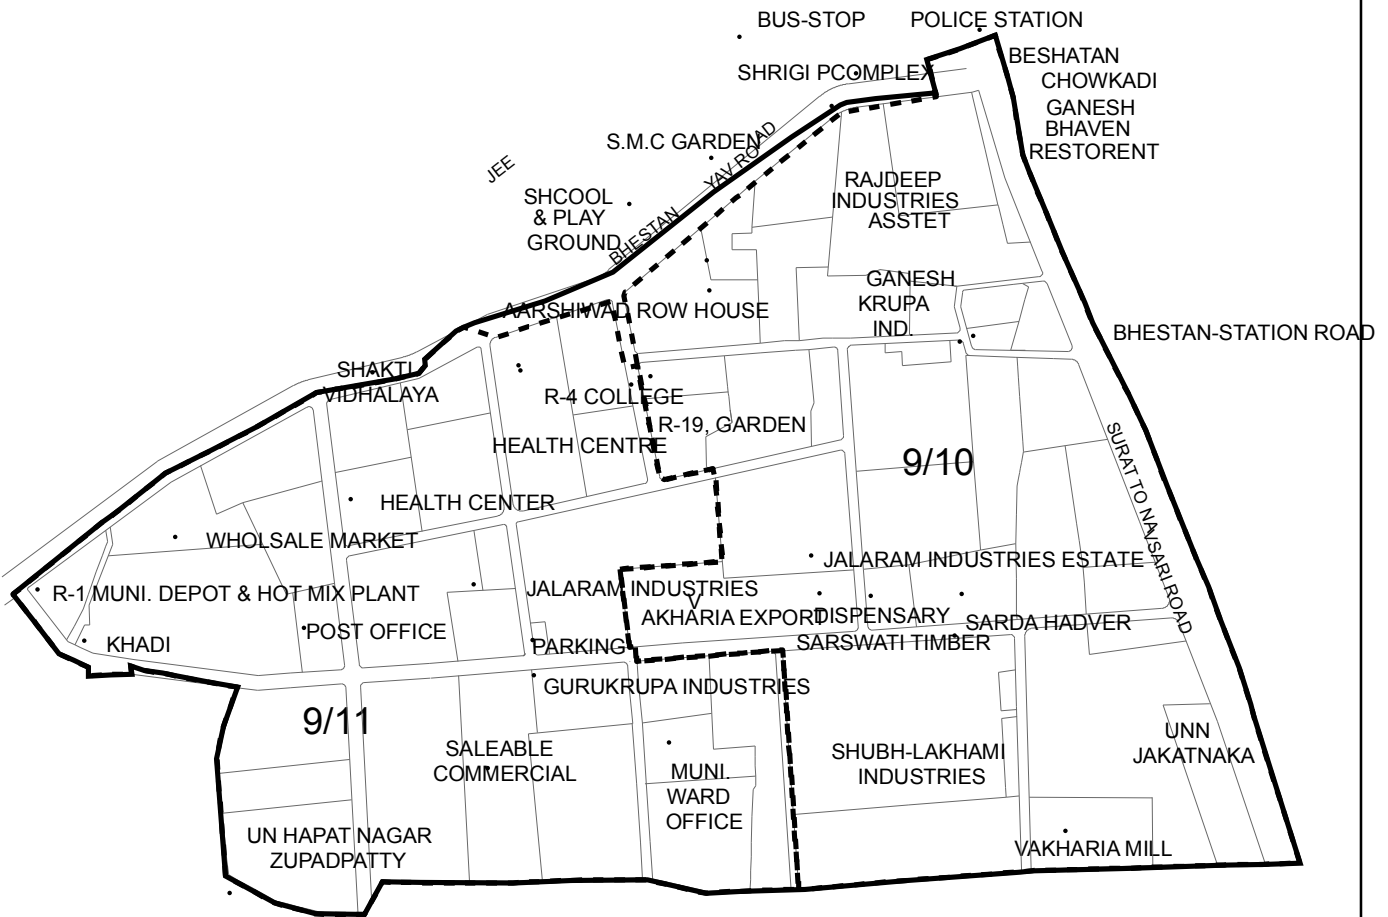 BUS-STOP
POLICE STATION
SHRIGI PCOMPLEX
BESHATAN
CHOWKADI
GANESH
BHAVEN
RESTORENT
S.M.C GARDEN
JEE
SHCOOL
& PLAY
GROUND
BHESTAN
YAV ROAD
RAJDEEP
INDUSTRIES
ASSTET
GANESH
KRUPA
IND.
AARSHIWAD ROW HOUSE
BHESTAN-STATION ROAD
SHAKTI
VIDHALAYA
R-4 COLLEGE
R-19, GARDEN
HEALTH CENTRE
9/10
SURAT TO NAVSARI ROAD
HEALTH CENTER
WHOLSALE MARKET
JALARAM INDUSTRIES ESTATE
R-1 MUNI. DEPOT & HOT MIX PLANT
JALARAM INDUSTRIES
V
AKHARIA EXPORT
DISPENSARY
SARDA HADVER
KHADI
POST OFFICE
PARKING
SARSWATI TIMBER
GURUKRUPA INDUSTRIES
9/11
SALEABLE
COMMERCIAL
MUNI.
WARD
OFFICE
SHUBH-LAKHAMI
INDUSTRIES
UNN
JAKATNAKA
UN HAPAT NAGAR
ZUPADPATTY
VAKHARIA MILL